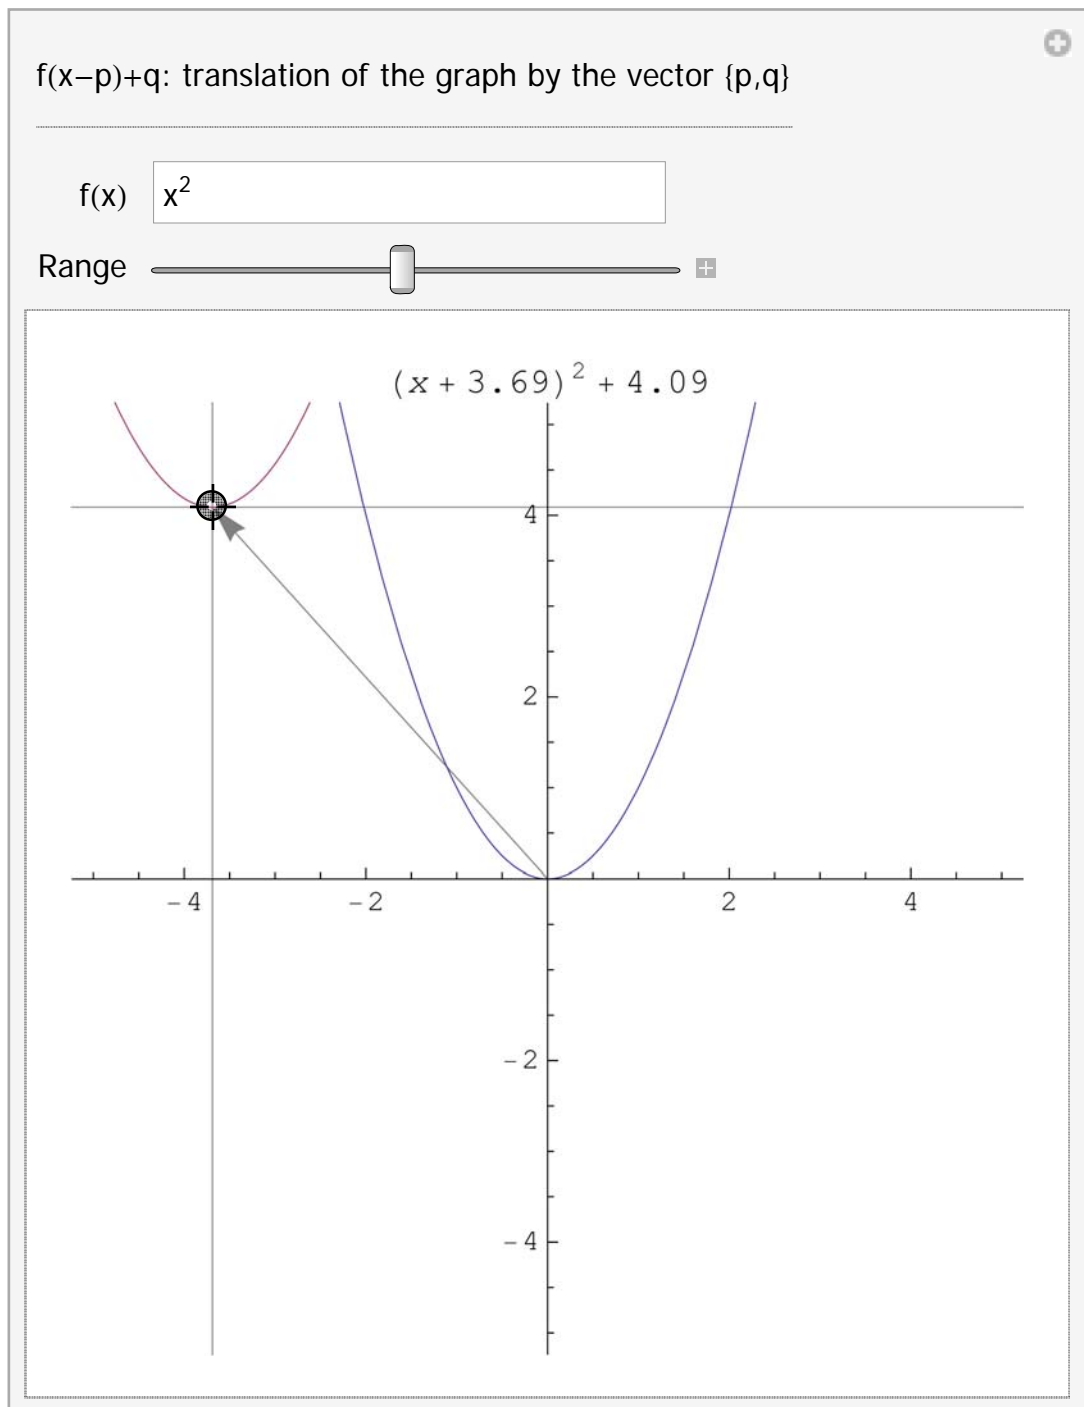 f(x−p)+q: translation of the graph by the vector {p,q}
f(x) x²
Range
(x + 3.69)² + 4.09
4
2
−4 −2 2 4
−2
−4